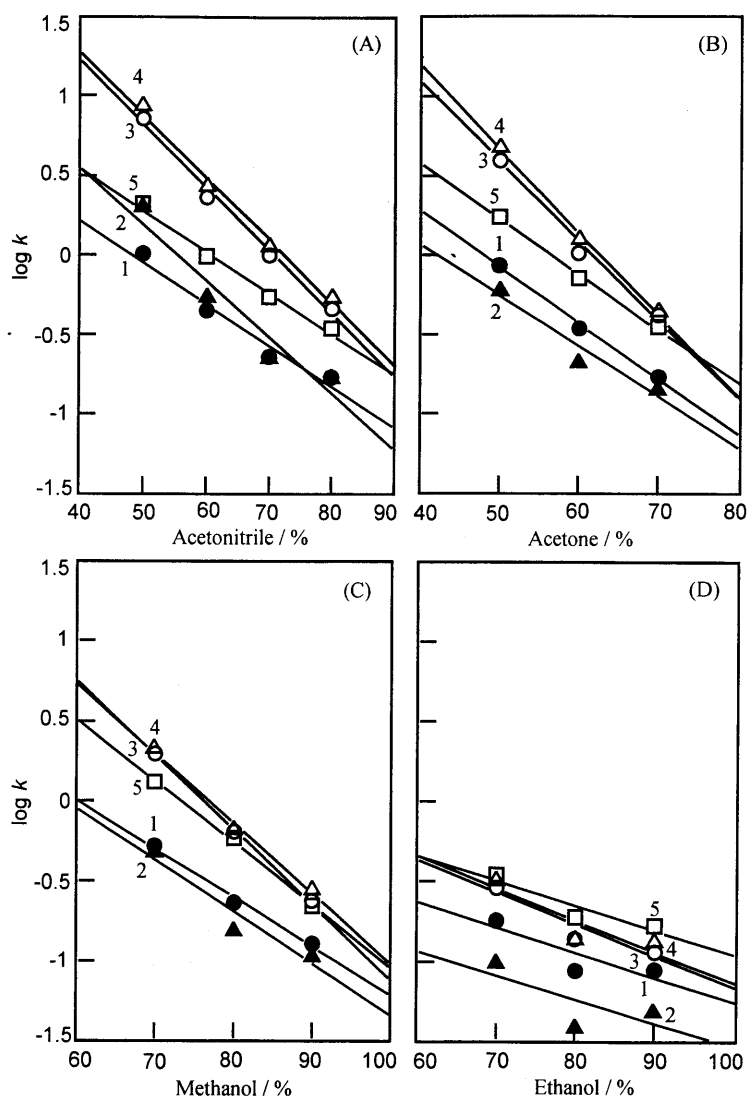 (A)
(B)
1.5
1
0.5
0
-0.5
-1
-1.5
log k
4
3
5
2
1
4
3
5
1
2
40 50 60 70 80 90
40 50 60 70 80
Acetonitrile / %
Acetone / %
(C)
(D)
1
0.5
0
-0.5
-1
-1.5
log k
4
3
5
1
2
5
4
3
1
2
60 70 80 90 100
60 70 80 90 100
Methanol / %
Ethanol / %